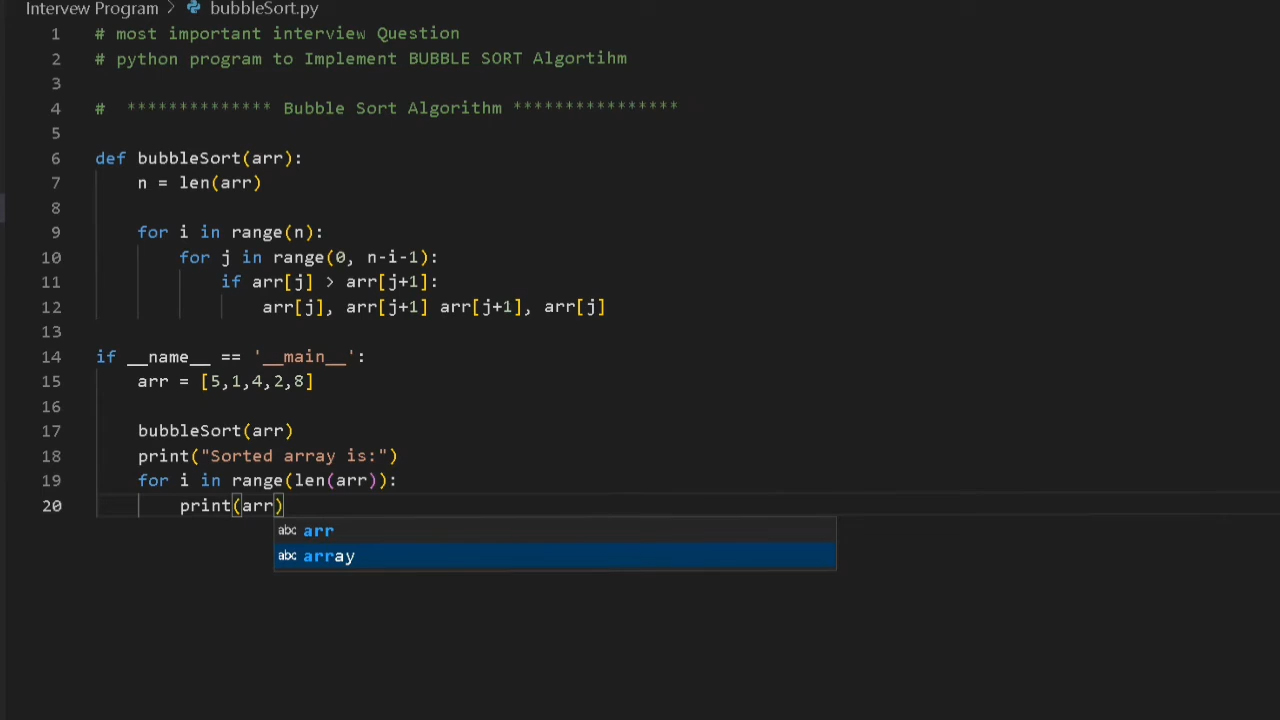 Intervew Program > bubbleSort.py
1 # most important interview Question
2 # python program to Implement BUBBLE SORT Algortihm
3
4 # ************** Bubble Sort Algorithm ****************
5
6 def bubbleSort(arr):
7 n = len(arr)
8
9 for i in range(n):
10 for j in range(0, n-i-1):
11 if arr[j] > arr[j+1]:
12 arr[j], arr[j+1] arr[j+1], arr[j]
13
14 if __name__ == '__main__':
15 arr = [5,1,4,2,8]
16
17 bubbleSort(arr)
18 print("Sorted array is:")
19 for i in range(len(arr)):
20 print(arr)
abc arr
abc array